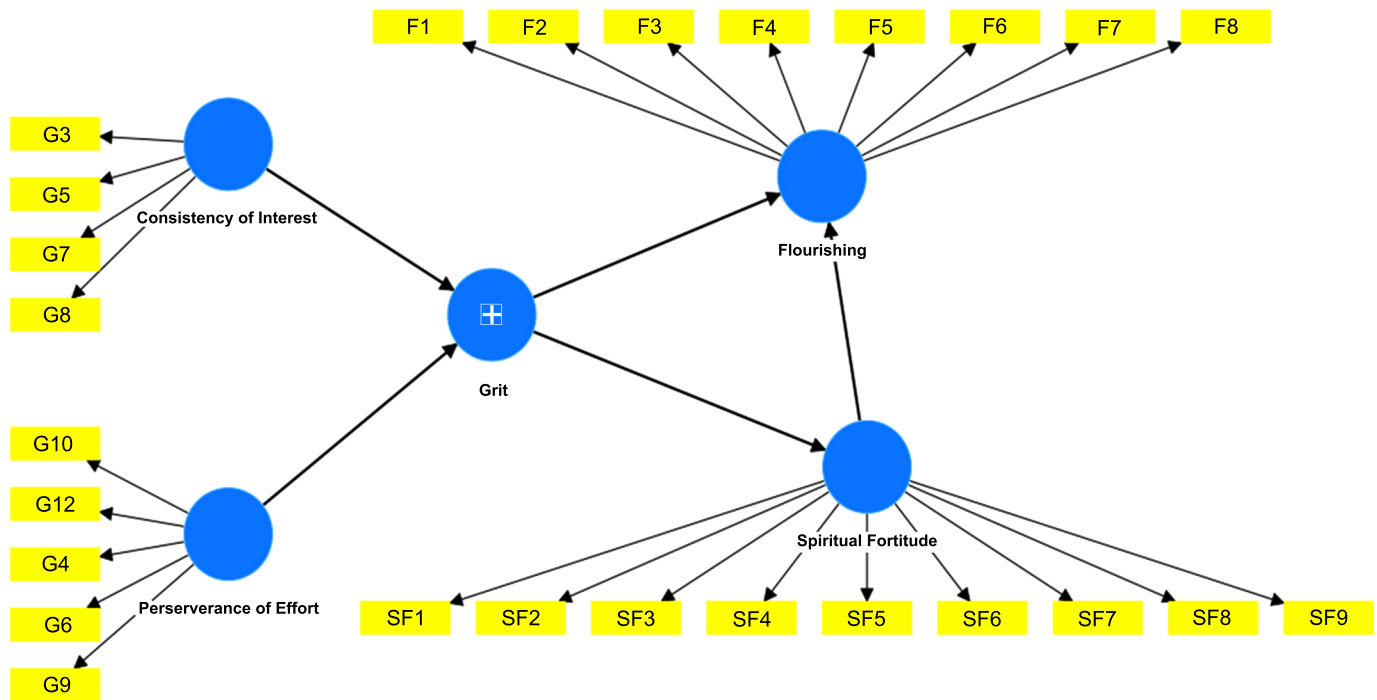 F1
F2
F3
F4
F5
F6
F7
F8
G3
G5
G7
G8
Consistency of Interest
Flourishing
Grit
G10
G12
G4
G6
G9
Perserverance of Effort
Spiritual Fortitude
SF1
SF2
SF3
SF4
SF5
SF6
SF7
SF8
SF9